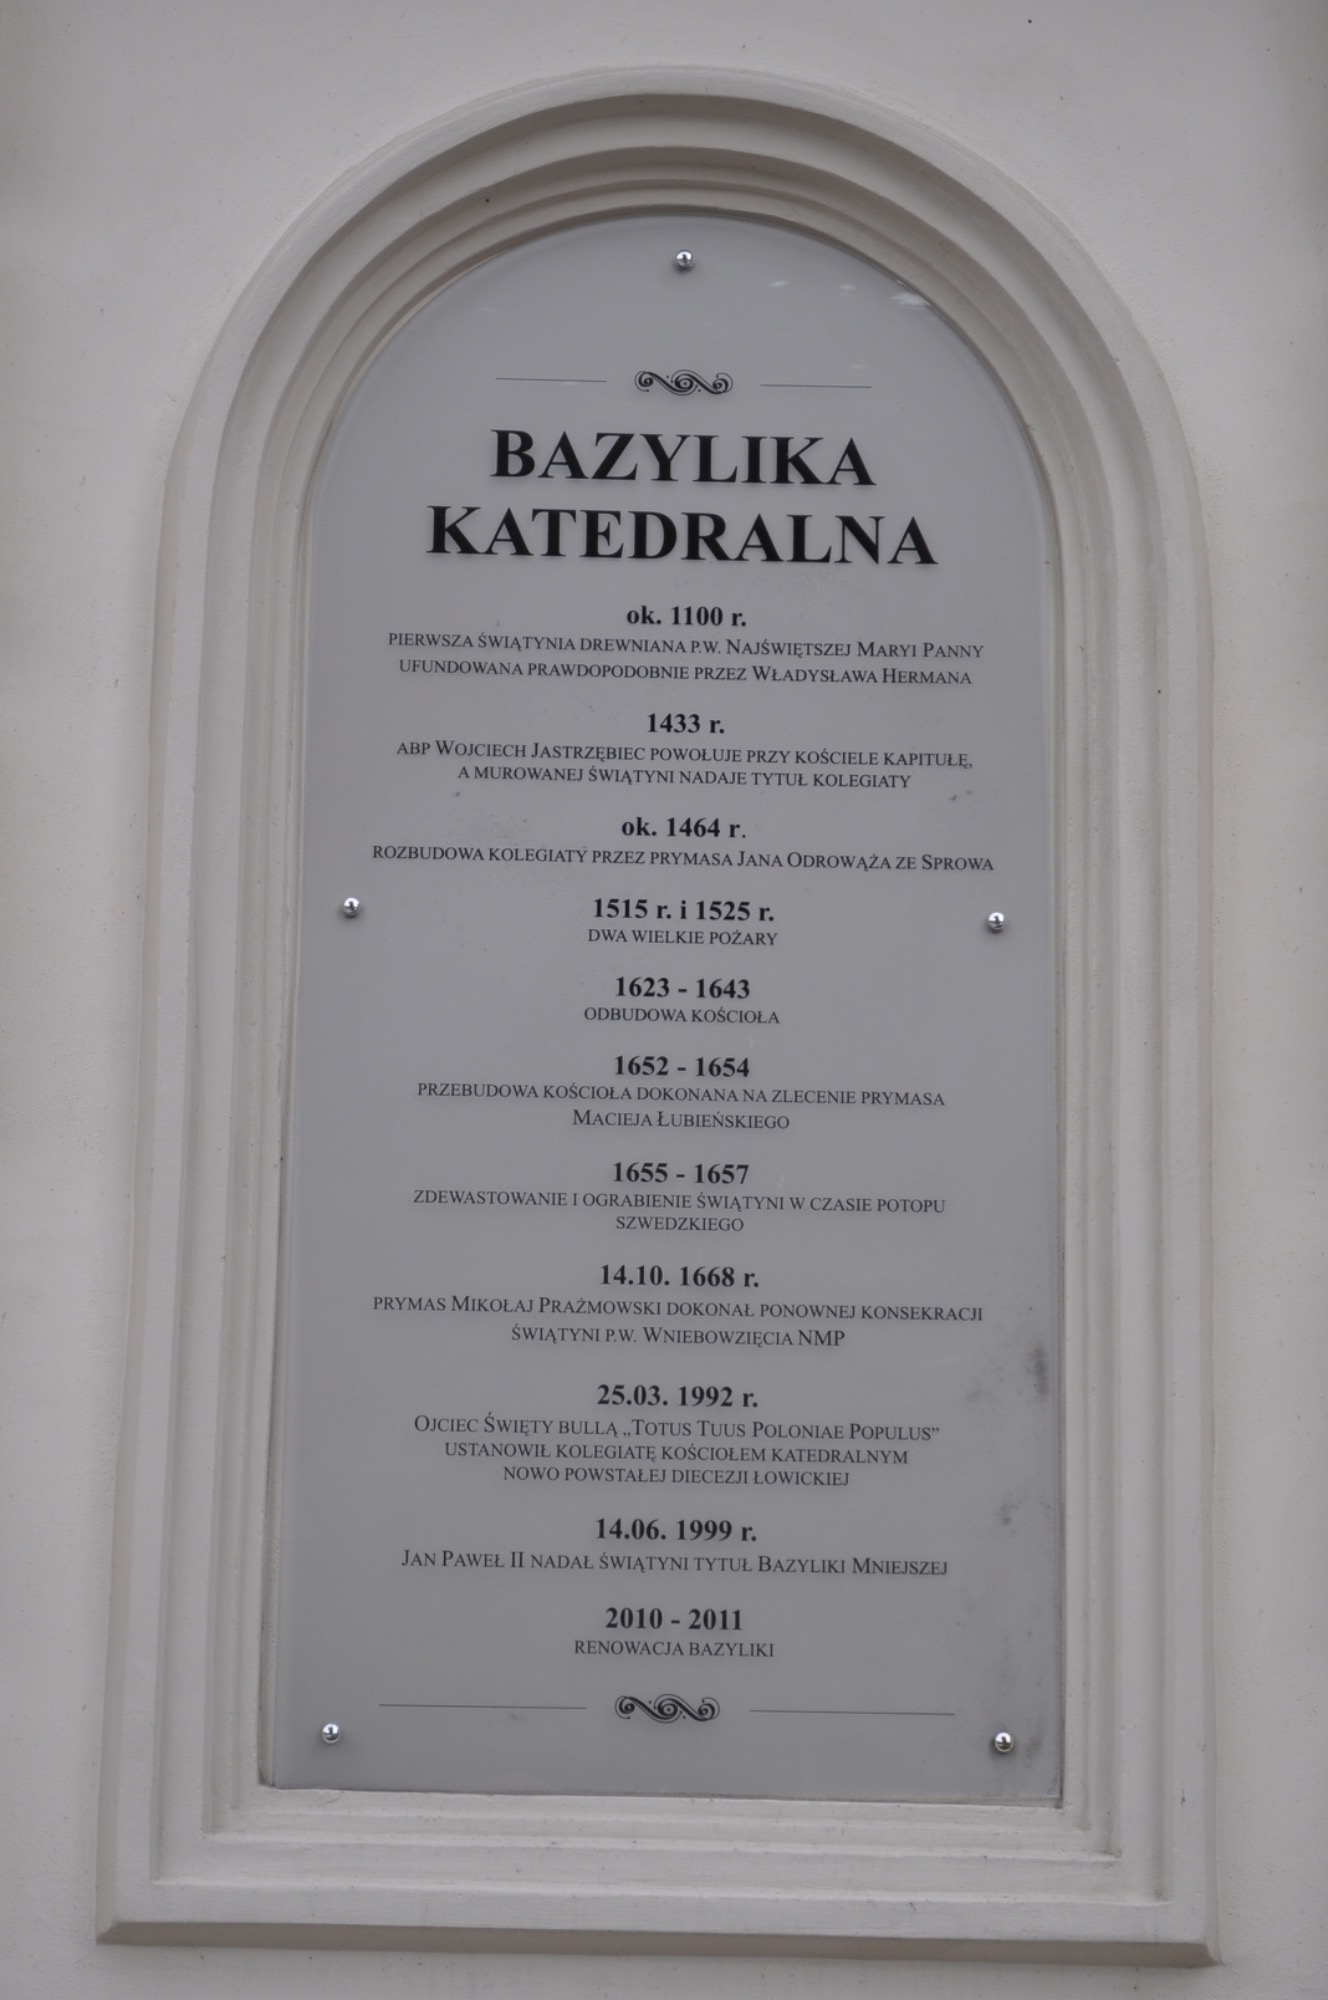 BAZYLIKA
KATEDRALNA
ok. 1100 r.
PIERWSZA ŚWIĄTYNIA DREWNIANA P.W. NAJŚWIĘTSZEJ MARYI PANNY
UFUNDOWANA PRAWDOPODOBNIE PRZEZ WŁADYSŁAWA HERMANA
1433 r.
ABP WOJCIECH JASTRZĘBIEC POWOŁUJE PRZY KOŚCIELE KAPITUŁĘ,
A MUROWANEJ ŚWIĄTYNI NADAJE TYTUŁ KOLEGIATY
ok. 1464 r.
ROZBUDOWA KOLEGIATY PRZEZ PRYMASA JANA ODROWĄŻA ZE SPROWA
1515 r. i 1525 r.
DWA WIELKIE POŻARY
1623 - 1643
ODBUDOWA KOŚCIOŁA
1652 - 1654
PRZEBUDOWA KOŚCIOŁA DOKONANA NA ZLECENIE PRYMASA
MACIEJA ŁUBIEŃSKIEGO
1655 - 1657
ZDEWASTOWANIE I OGRABIENIE ŚWIĄTYNI W CZASIE POTOPU
SZWEDZKIEGO
14.10. 1668 r.
PRYMAS MIKOŁAJ PRAŻMOWSKI DOKONAŁ PONOWNEJ KONSEKRACJI
ŚWIĄTYNI P.W. WNIEBOWZIĘCIA NMP
25.03. 1992 r.
OJCIEC ŚWIĘTY BULLĄ „TOTUS TUUS POLONIAE POPULUS”
USTANOWIŁ KOLEGIATĘ KOŚCIOŁEM KATEDRALNYM
NOWO POWSTAŁEJ DIECEZJI ŁOWICKIEJ
14.06. 1999 r.
JAN PAWEŁ II NADAŁ ŚWIĄTYNI TYTUŁ BAZYLIKI MNIEJSZEJ
2010 - 2011
RENOWACJA BAZYLIKI